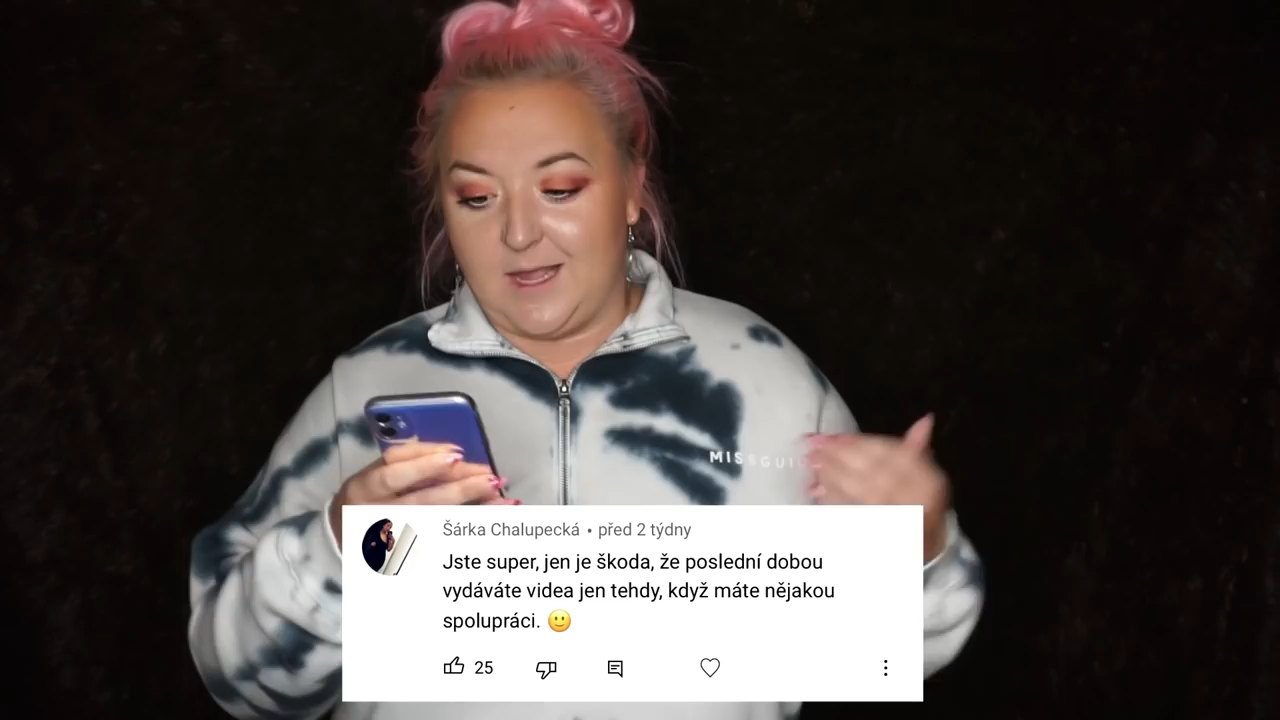 MISSGUI
Šárka Chalupecká • před 2 týdny
Jste super, jen je škoda, že poslední dobou
vydáváte videa jen tehdy, když máte nějakou
spolupráci. 🙂
25